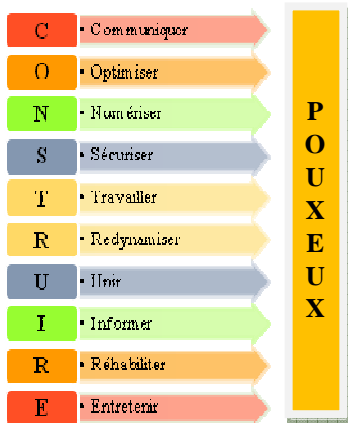 C • Communiquer
O • Optimiser
N • Numériser
S • Sécuriser
T • Travailler
R • Redynamiser
U • Unir
I • Informer
R • Réhabiliter
E • Entretenir
P
O
U
X
E
U
X